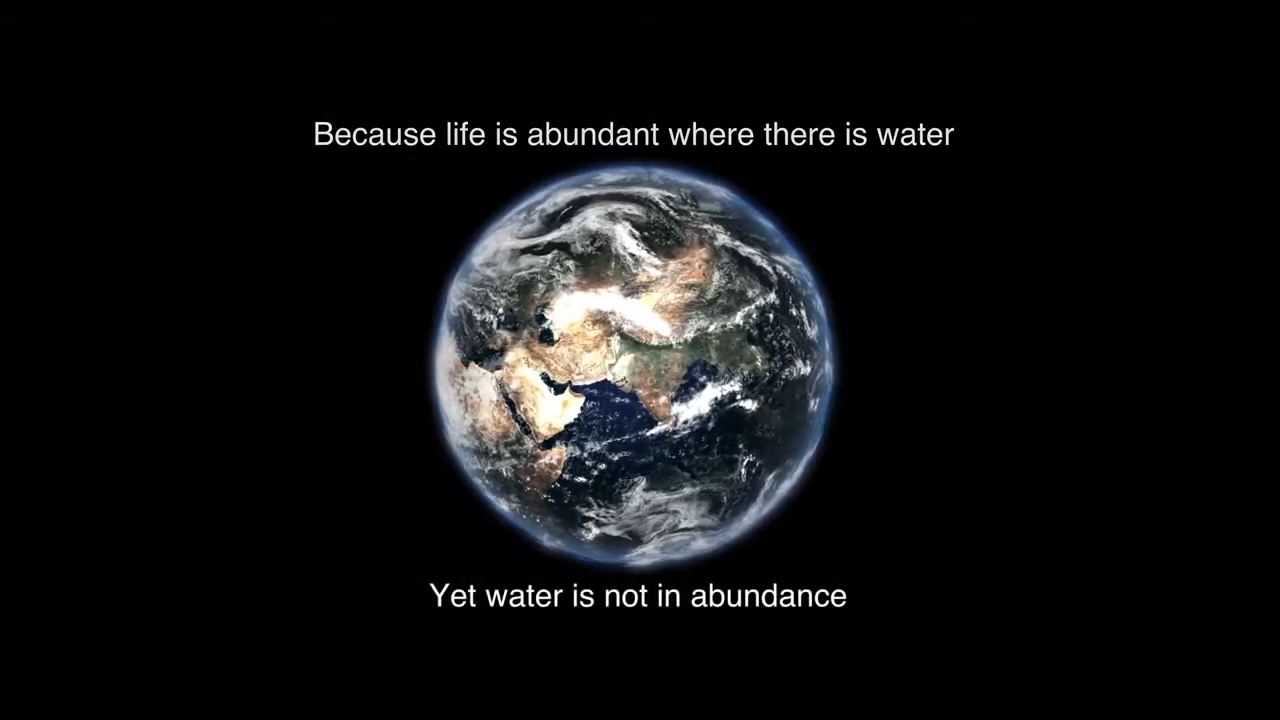 Because life is abundant where there is water
Yet water is not in abundance